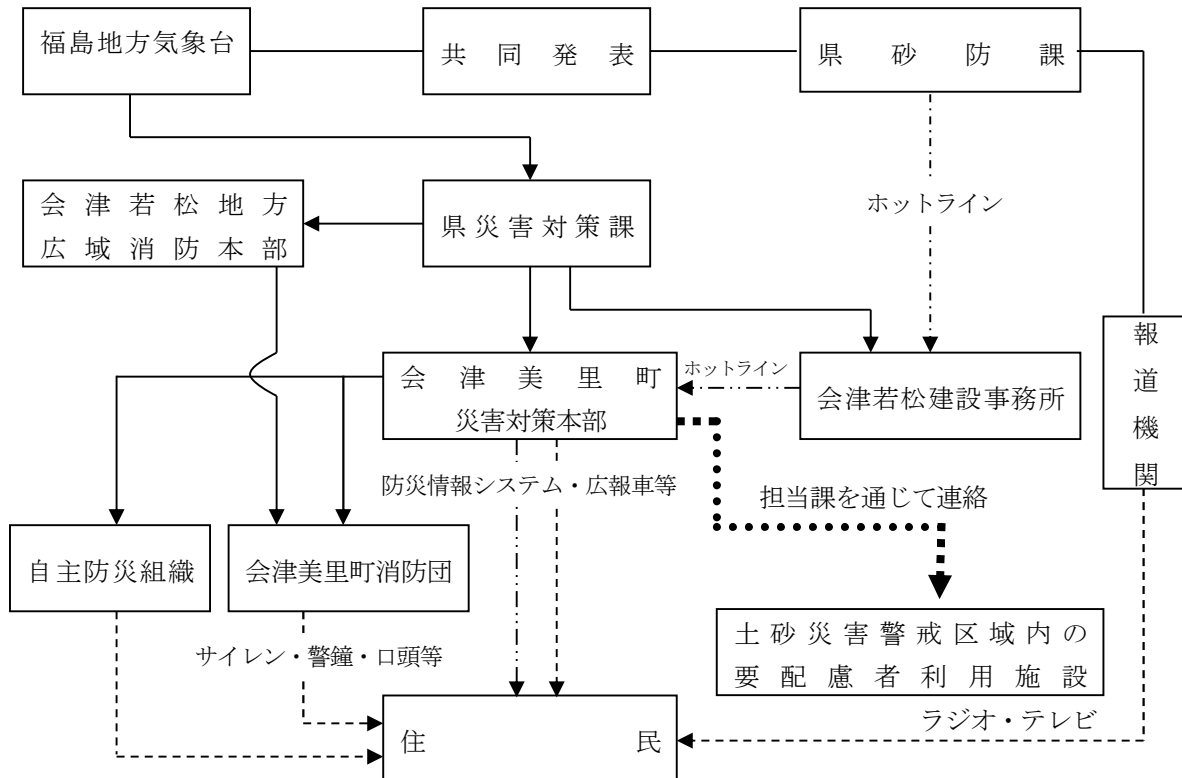 福島地方気象台
共同発表
県砂防課
会津若松地方
広域消防本部
県災害対策課
ホットライン
報道機関
会津美里町
災害対策本部
ホットライン
会津若松建設事務所
防災情報システム・広報車等
担当課を通じて連絡
自主防災組織
会津美里町消防団
サイレン・警鐘・口頭等
土砂災害警戒区域内の
要配慮者利用施設
ラジオ・テレビ
住民